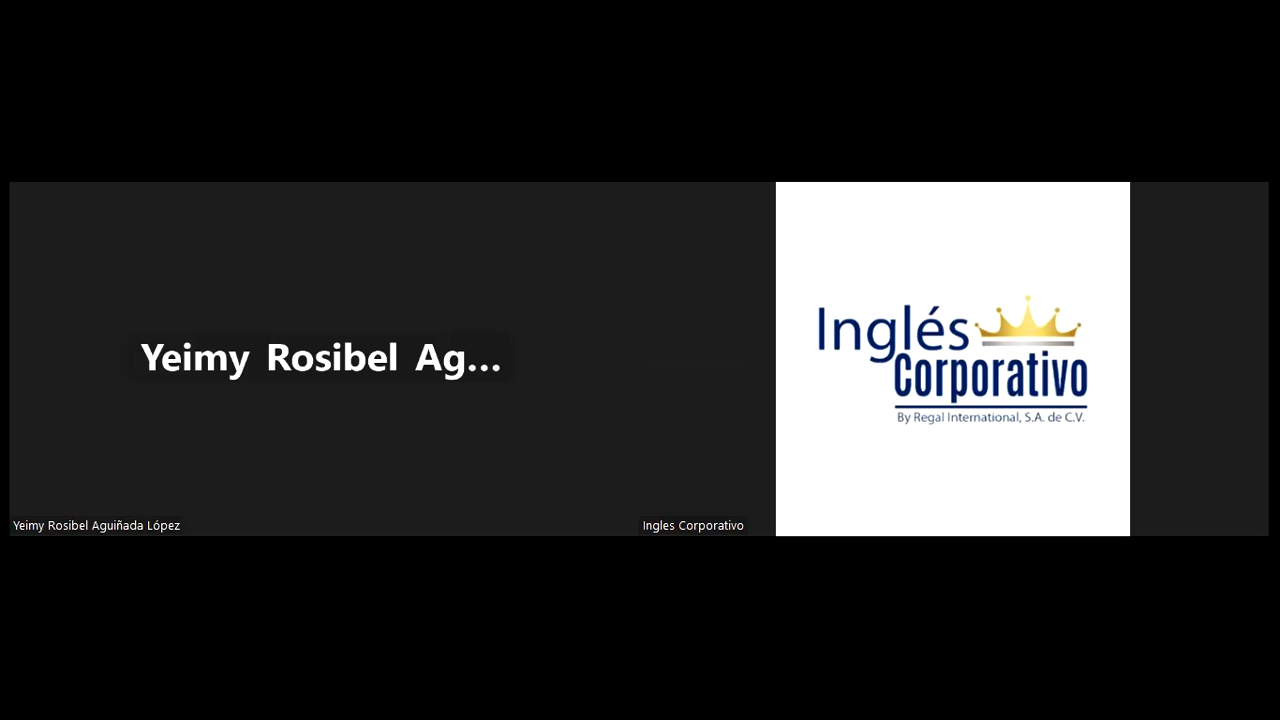 Yeimy Rosibel Ag...
Yeimy Rosibel Aguiñada López
Inglés
Corporativo
By Regal International, S.A. de C.V.
Ingles Corporativo